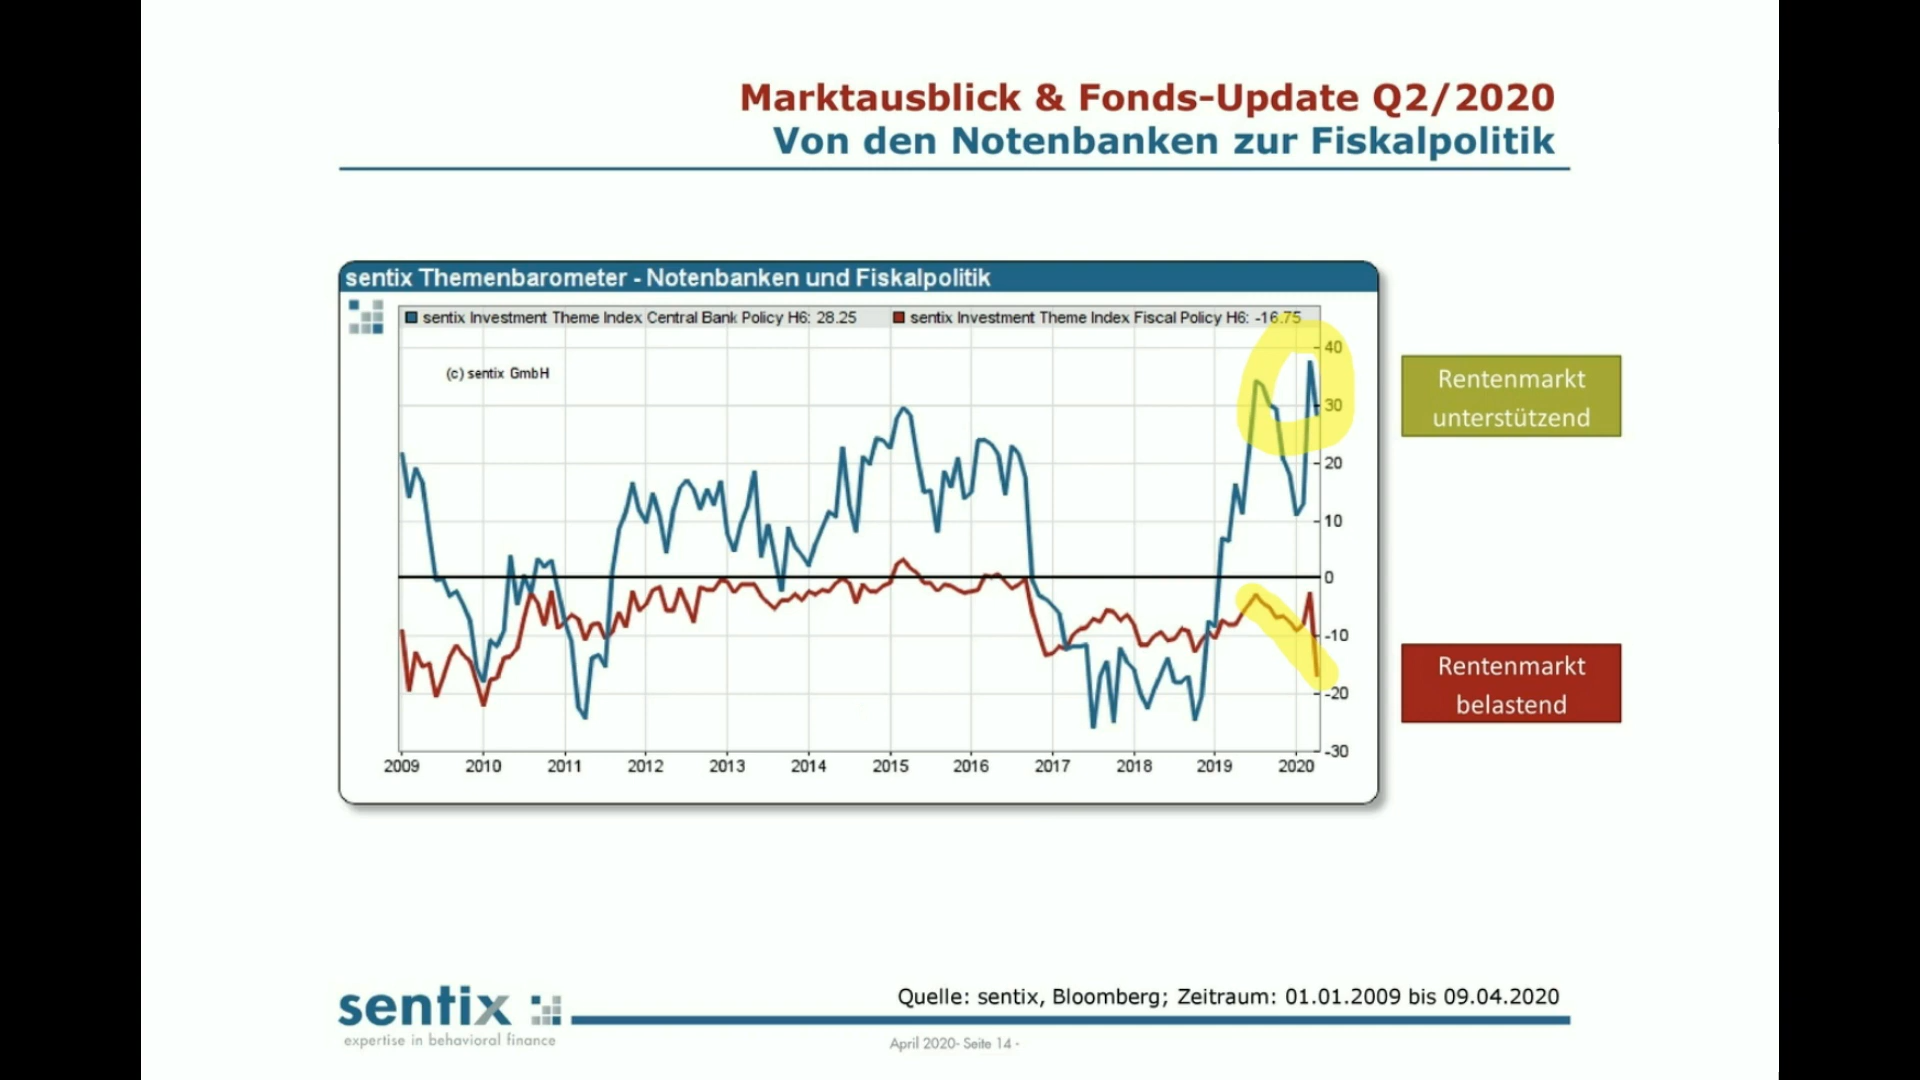 Marktausblick & Fonds-Update Q2/2020
Von den Notenbanken zur Fiskalpolitik
sentix Themenbarometer - Notenbanken und Fiskalpolitik
sentix Investment Theme Index Central Bank Policy H6: 28.25
sentix Investment Theme Index Fiscal Policy H6: -16.75
(c) sentix GmbH
40
30
20
10
0
-10
-20
-30
2009 2010 2011 2012 2013 2014 2015 2016 2017 2018 2019 2020
Rentenmarkt
unterstützend
Rentenmarkt
belastend
sentix
expertise in behavioral finance
Quelle: sentix, Bloomberg; Zeitraum: 01.01.2009 bis 09.04.2020
April 2020- Seite 14 -